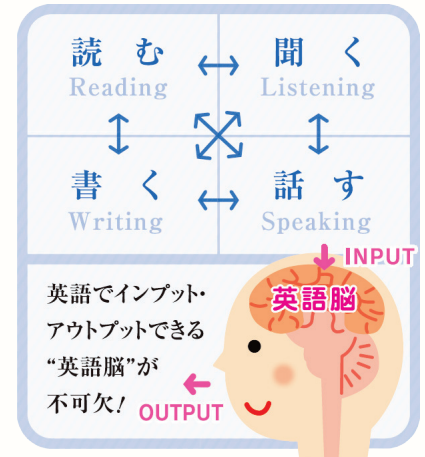 読む
Reading
聞く
Listening
書く
Writing
話す
Speaking
INPUT
英語脳
英語でインプット・
アウトプットできる
“英語脳”が
不可欠!
OUTPUT